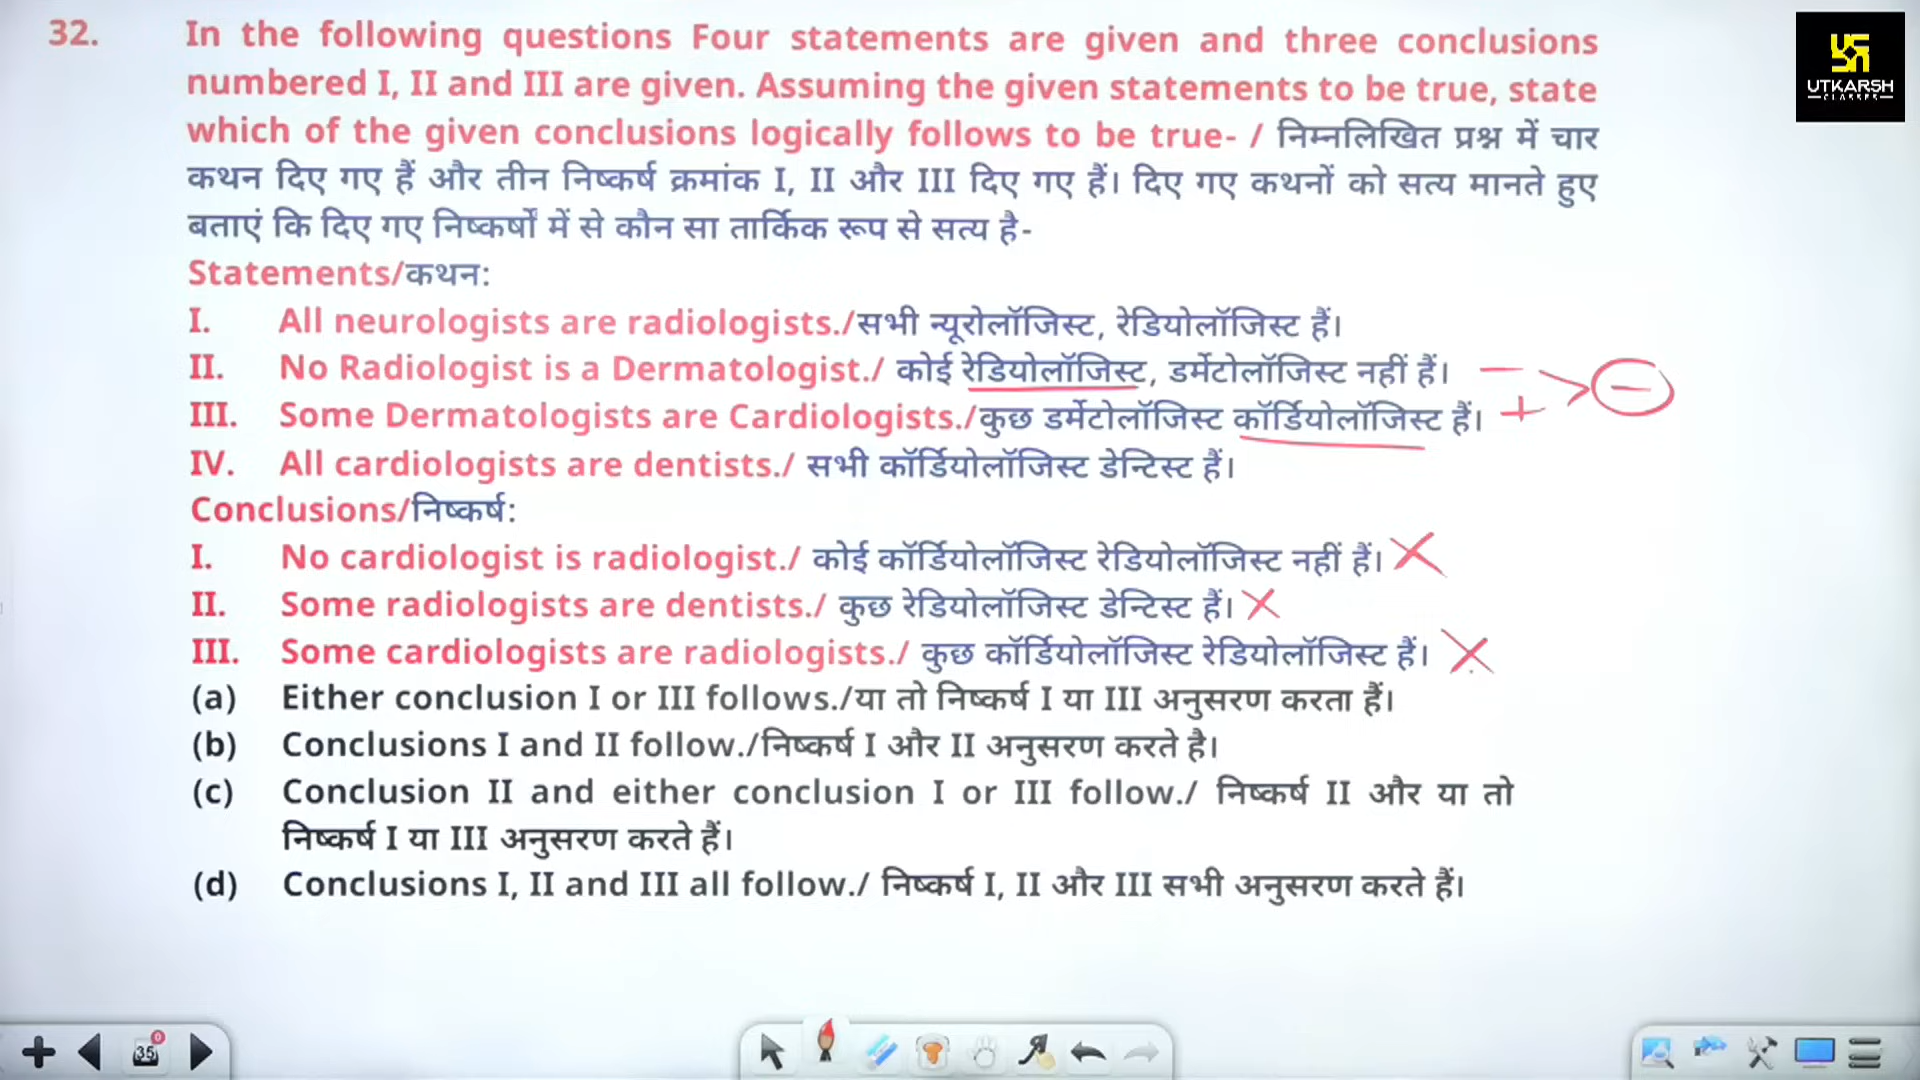 32. In the following questions Four statements are given and three conclusions
UTKARSH
CLASSES
numbered I, II and III are given. Assuming the given statements to be true, state
which of the given conclusions logically follows to be true- / निम्नलिखित प्रश्न में चार
कथन दिए गए हैं और तीन निष्कर्ष क्रमांक I, II और III दिए गए हैं। दिए गए कथनों को सत्य मानते हुए
बताएं कि दिए गए निष्कर्षों में से कौन सा तार्किक रूप से सत्य है-
Statements/कथन:
I. All neurologists are radiologists./सभी न्यूरोलॉजिस्ट, रेडियोलॉजिस्ट हैं।
II. No Radiologist is a Dermatologist./ कोई रेडियोलॉजिस्ट, डर्मेटोलॉजिस्ट नहीं हैं। — > —
III. Some Dermatologists are Cardiologists./कुछ डर्मेटोलॉजिस्ट कॉर्डियोलॉजिस्ट हैं। +
IV. All cardiologists are dentists./ सभी कॉर्डियोलॉजिस्ट डेन्टिस्ट हैं।
Conclusions/निष्कर्ष:
I. No cardiologist is radiologist./ कोई कॉर्डियोलॉजिस्ट रेडियोलॉजिस्ट नहीं हैं।
II. Some radiologists are dentists./ कुछ रेडियोलॉजिस्ट डेन्टिस्ट हैं।
III. Some cardiologists are radiologists./ कुछ कॉर्डियोलॉजिस्ट रेडियोलॉजिस्ट हैं।
(a) Either conclusion I or III follows./या तो निष्कर्ष I या III अनुसरण करता हैं।
(b) Conclusions I and II follow./निष्कर्ष I और II अनुसरण करते है।
(c) Conclusion II and either conclusion I or III follow./ निष्कर्ष II और या तो
निष्कर्ष I या III अनुसरण करते हैं।
(d) Conclusions I, II and III all follow./ निष्कर्ष I, II और III सभी अनुसरण करते हैं।
35
0